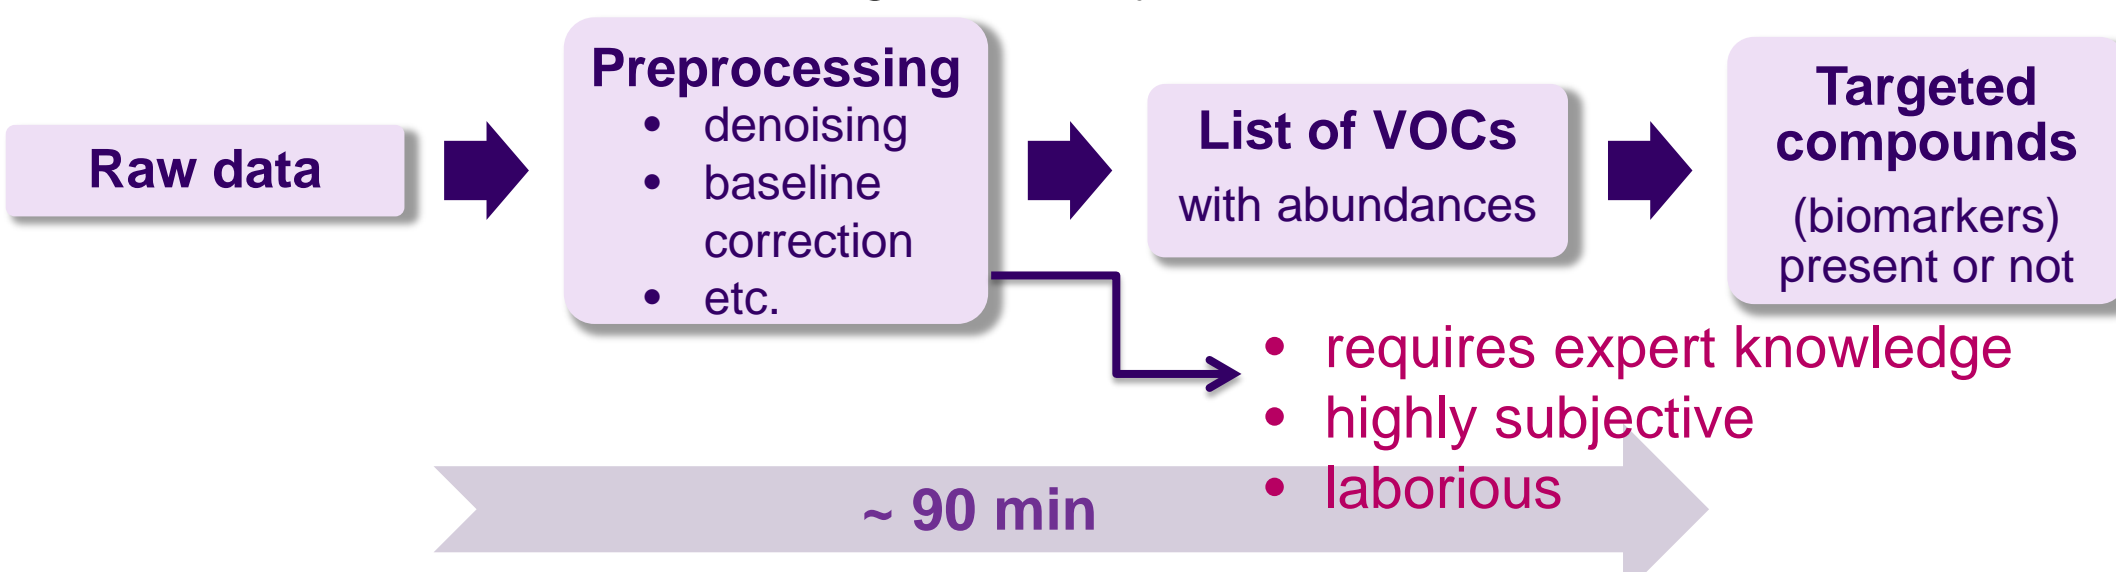 Raw data
Preprocessing
• denoising
• baseline
correction
• etc.
List of VOCs
with abundances
Targeted
compounds
(biomarkers)
present or not
• requires expert knowledge
• highly subjective
• laborious
~ 90 min